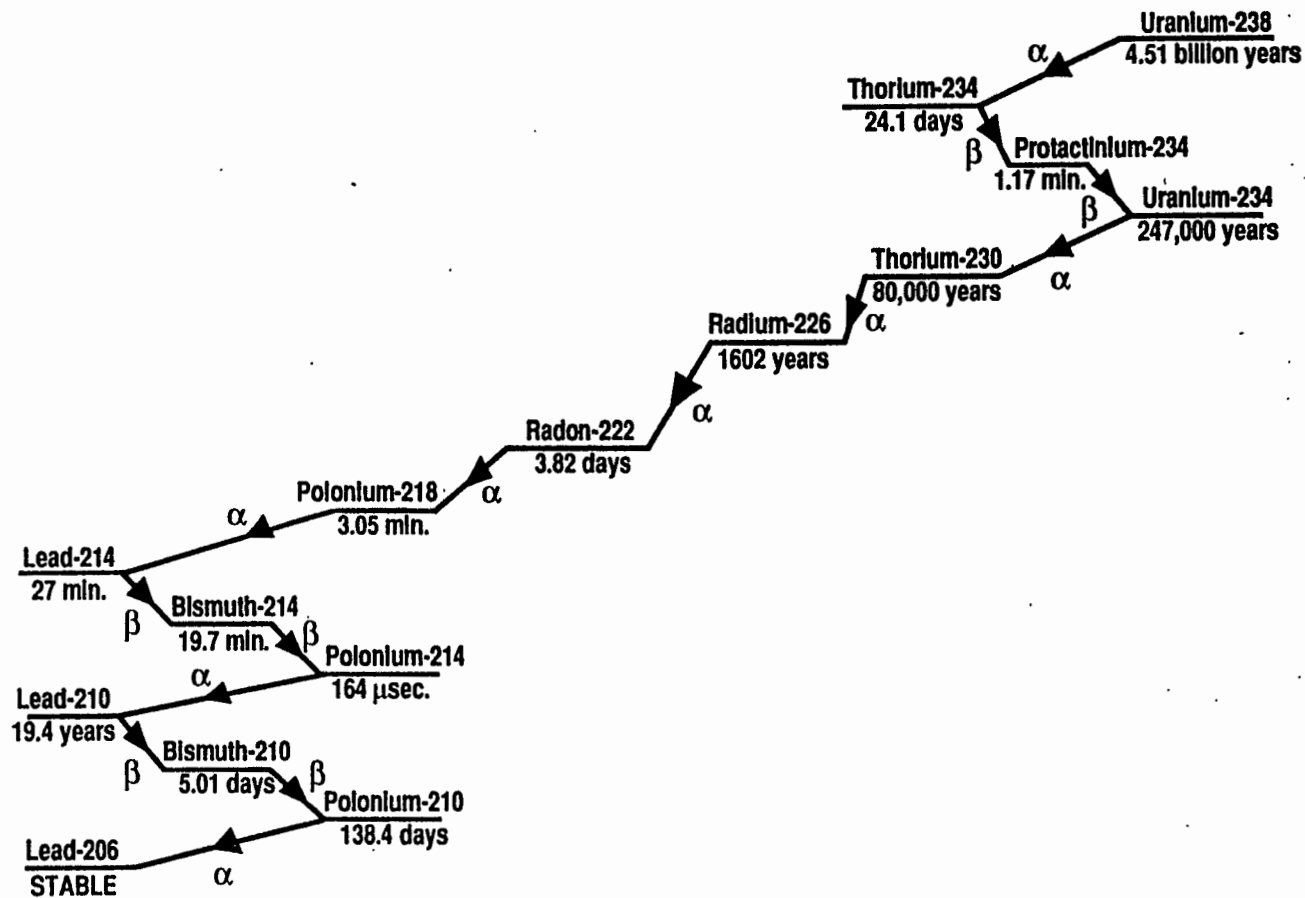 Uranium-238
4.51 billion years
α
Thorium-234
24.1 days
β
Protactinium-234
1.17 min.
β
Uranium-234
247,000 years
α
Thorium-230
80,000 years
α
Radium-226
1602 years
α
Radon-222
3.82 days
α
Polonium-218
3.05 min.
α
Lead-214
27 min.
β
Bismuth-214
19.7 min.
β
Polonium-214
164 μsec.
α
Lead-210
19.4 years
β
Bismuth-210
5.01 days
β
Polonium-210
138.4 days
α
Lead-206
STABLE